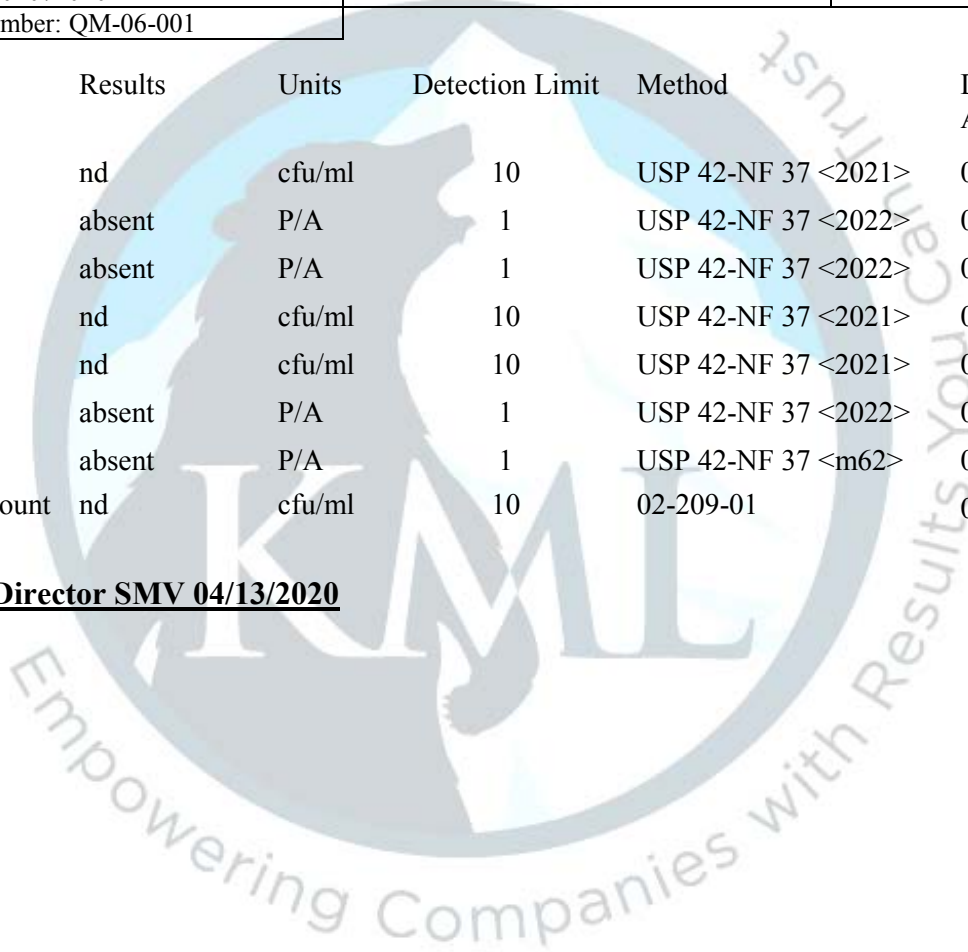 mber: QM-06-001
Results Units Detection Limit Method
nd cfu/ml 10 USP 42-NF 37 <2021>
absent P/A 1 USP 42-NF 37 <2022>
absent P/A 1 USP 42-NF 37 <2022>
nd cfu/ml 10 USP 42-NF 37 <2021>
nd cfu/ml 10 USP 42-NF 37 <2021>
absent P/A 1 USP 42-NF 37 <2022>
absent P/A 1 USP 42-NF 37 <m62>
ount nd cfu/ml 10 02-209-01
Director SMV 04/13/2020
KML
Empowering Companies with Results You Can Trust